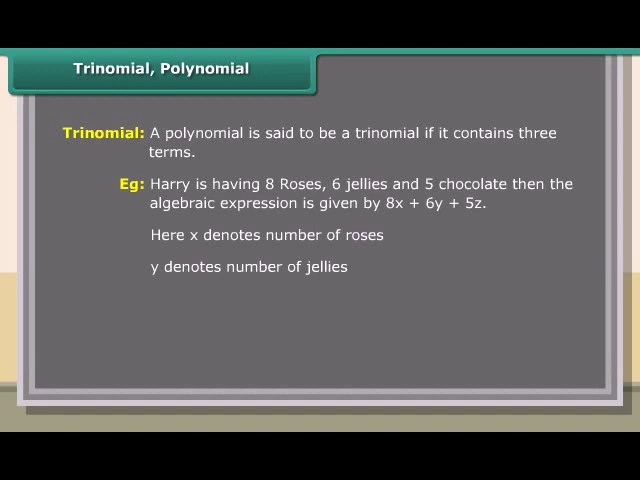 Trinomial, Polynomial
Trinomial: A polynomial is said to be a trinomial if it contains three
terms.
Eg: Harry is having 8 Roses, 6 jellies and 5 chocolate then the
algebraic expression is given by 8x + 6y + 5z.
Here x denotes number of roses
y denotes number of jellies